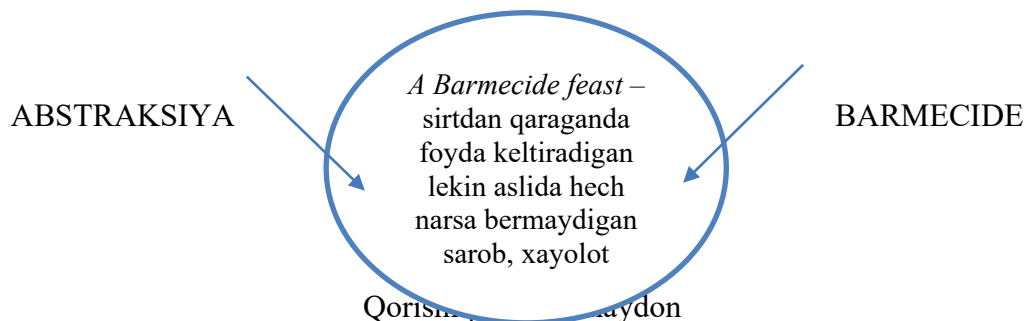 A Barmecide feast –
ABSTRAKSIYA
sirtdan qaraganda
BARMECIDE
foyda keltiradigan
lekin aslida hech
narsa bermaydigan
sarob, xayolot